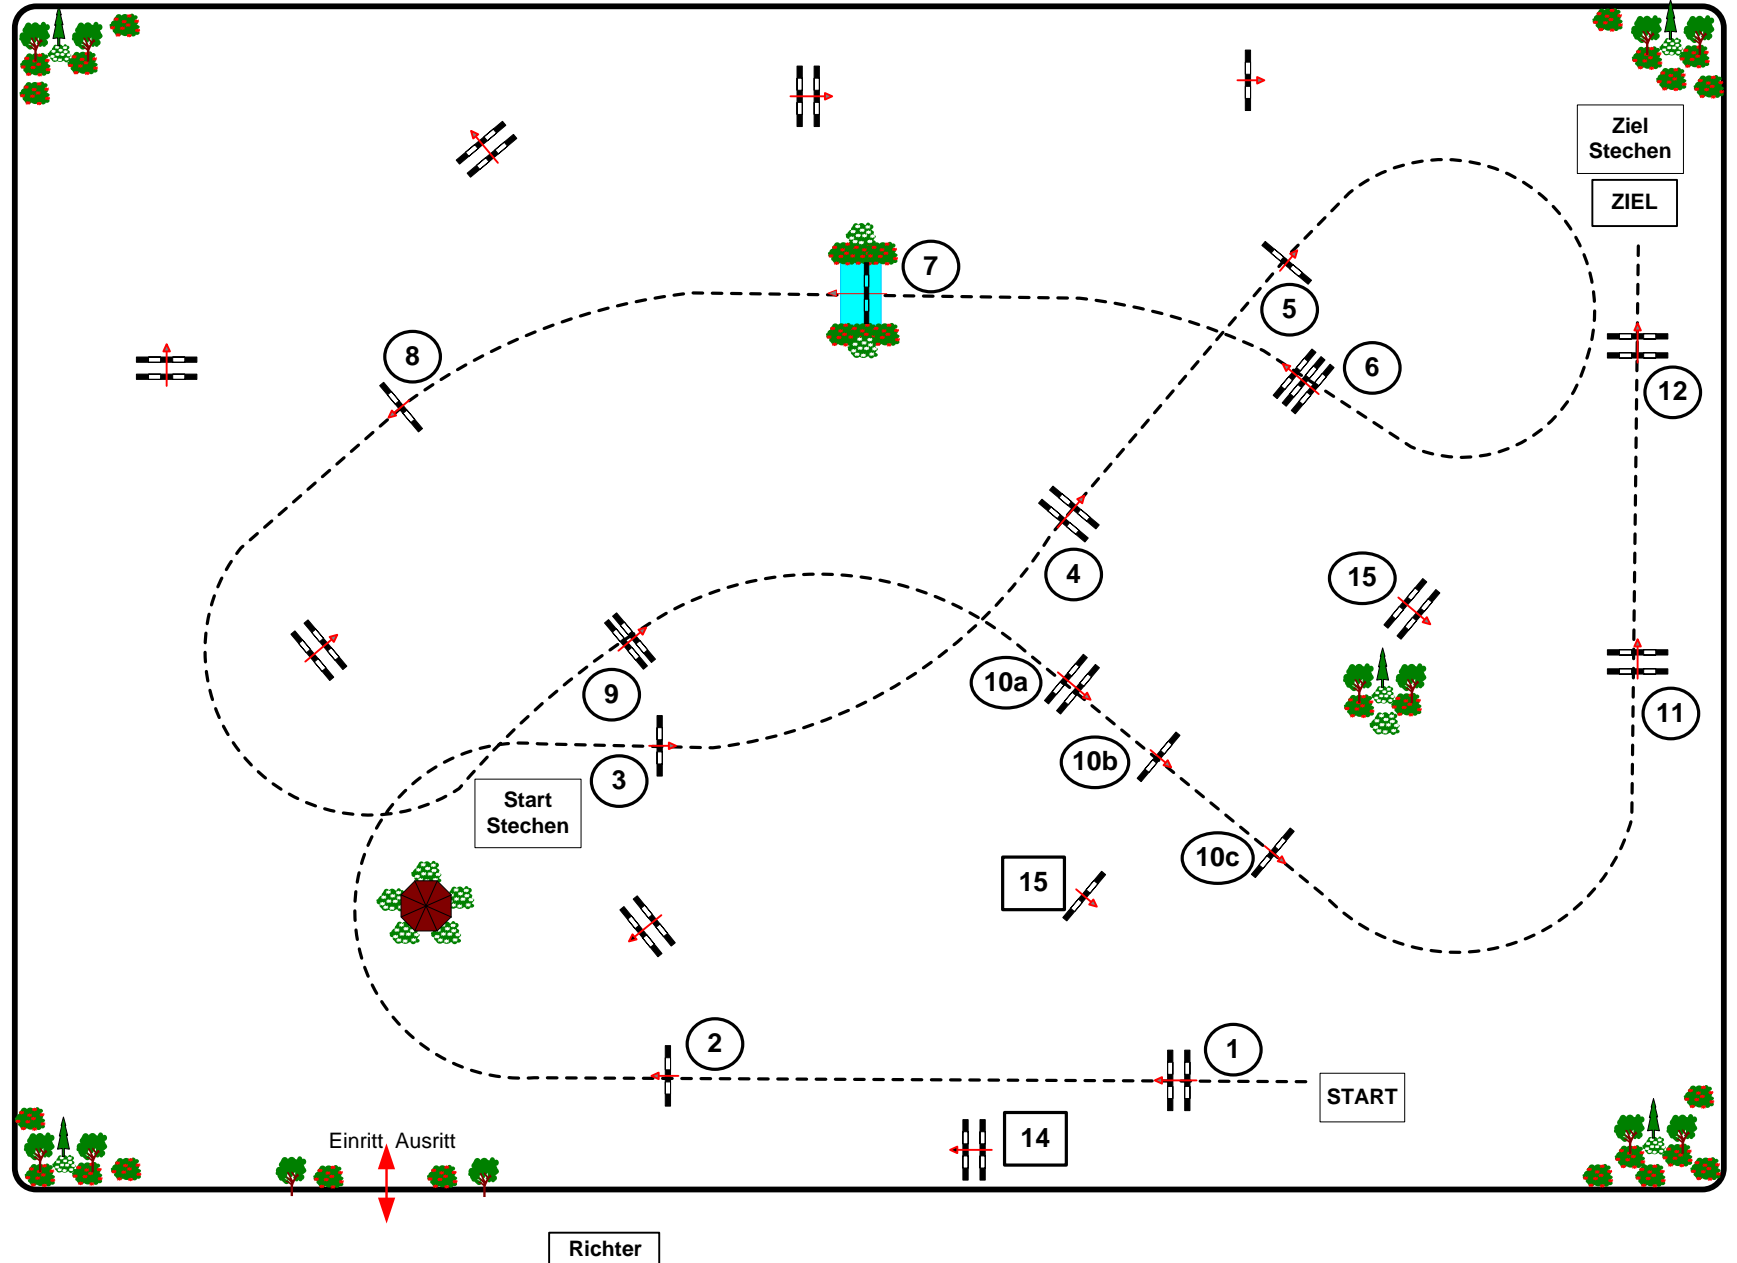 Ziel
Stechen
ZIEL
7
5
8
6
12
4
15
10a
9
11
10b
3
Start
Stechen
10c
15
2
1
START
14
Einritt Ausritt
Richter